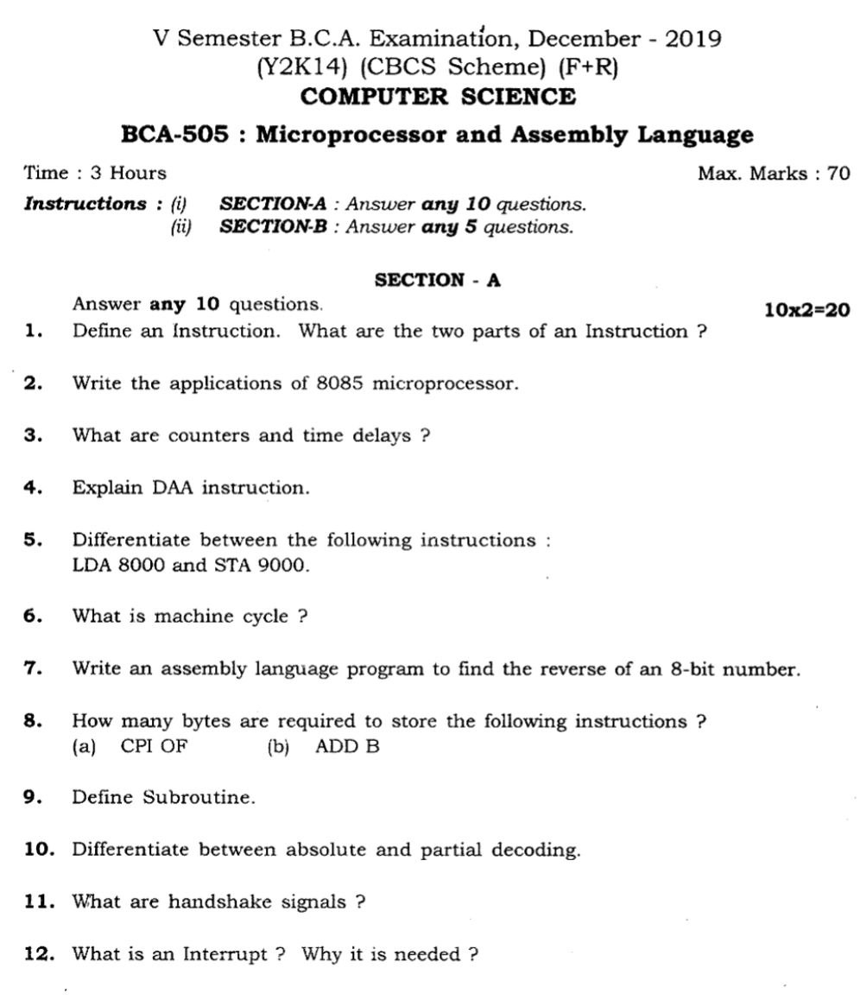 V Semester B.C.A. Examination, December - 2019
(Y2K14) (CBCS Scheme) (F+R)
COMPUTER SCIENCE
BCA-505 : Microprocessor and Assembly Language
Time : 3 Hours Max. Marks : 70
Instructions : (i) SECTION-A : Answer any 10 questions.
(ii) SECTION-B : Answer any 5 questions.
SECTION - A
Answer any 10 questions. 10x2=20
1. Define an Instruction. What are the two parts of an Instruction ?
2. Write the applications of 8085 microprocessor.
3. What are counters and time delays ?
4. Explain DAA instruction.
5. Differentiate between the following instructions :
LDA 8000 and STA 9000.
6. What is machine cycle ?
7. Write an assembly language program to find the reverse of an 8-bit number.
8. How many bytes are required to store the following instructions ?
(a) CPI OF (b) ADD B
9. Define Subroutine.
10. Differentiate between absolute and partial decoding.
11. What are handshake signals ?
12. What is an Interrupt ? Why it is needed ?